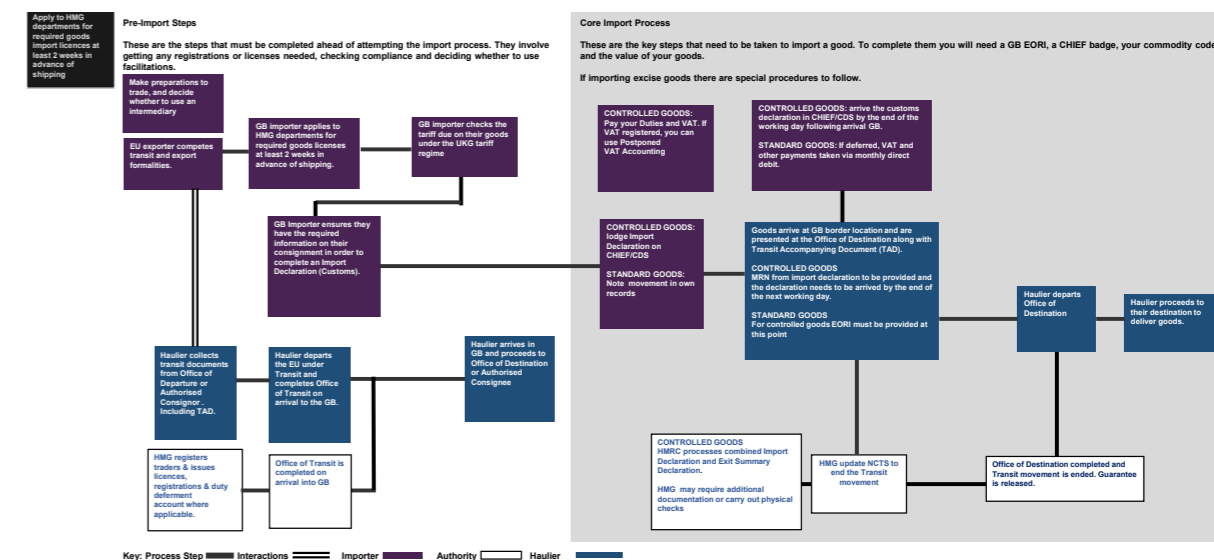 Apply to HMG
departments for
required goods
import licences at
least 2 weeks in
advance of
shipping
Pre-Import Steps
These are the steps that must be completed ahead of attempting the import process. They involve
getting any registrations or licenses needed, checking compliance and deciding whether to use
facilitations.
Make preparations to
trade, and decide
whether to use an
intermediary
EU exporter competes
transit and export
formalities.
GB importer applies to
HMG departments for
required goods licenses
at least 2 weeks in
advance of shipping.
GB importer checks the
tariff due on their goods
under the UKG tariff
regime
GB Importer ensures they
have the required
information on their
consignment in order to
complete an Import
Declaration (Customs).
Haulier collects
transit documents
from Office of
Departure or
Authorised
Consignor .
Including TAD.
Haulier departs
the EU under
Transit and
completes Office
of Transit on
arrival to the GB.
Haulier arrives in
GB and proceeds to
Office of Destination
or Authorised
Consignee
HMG registers
traders & issues
licences,
registrations & duty
deferment
account where
applicable.
Office of Transit is
completed on
arrival into GB
Core Import Process
These are the key steps that need to be taken to import a good. To complete them you will need a GB EORI, a CHIEF badge, your commodity code
and the value of your goods.
If importing excise goods there are special procedures to follow.
CONTROLLED GOODS:
Pay your Duties and VAT. If
VAT registered, you can
use Postponed
VAT Accounting
CONTROLLED GOODS: arrive the customs
declaration in CHIEF/CDS by the end of the
working day following arrival GB.
STANDARD GOODS: If deferred, VAT and
other payments taken via monthly direct
debit.
CONTROLLED GOODS:
lodge Import
Declaration on
CHIEF/CDS
STANDARD GOODS:
Note movement in own
records
Goods arrive at GB border location and are
presented at the Office of Destination along with
Transit Accompanying Document (TAD).
CONTROLLED GOODS
MRN from import declaration to be provided and
the declaration needs to be arrived by the end of
the next working day.
STANDARD GOODS
For controlled goods EORI must be provided at
this point
Haulier departs
Office of
Destination
Haulier proceeds to
their destination to
deliver goods.
CONTROLLED GOODS
HMRC processes combined Import
Declaration and Exit Summary
Declaration.
HMG may require additional
documentation or carry out physical
checks
HMG update NCTS to
end the Transit
movement
Office of Destination completed and
Transit movement is ended. Guarantee
is released.
Key: Process Step Interactions Importer Authority Haulier